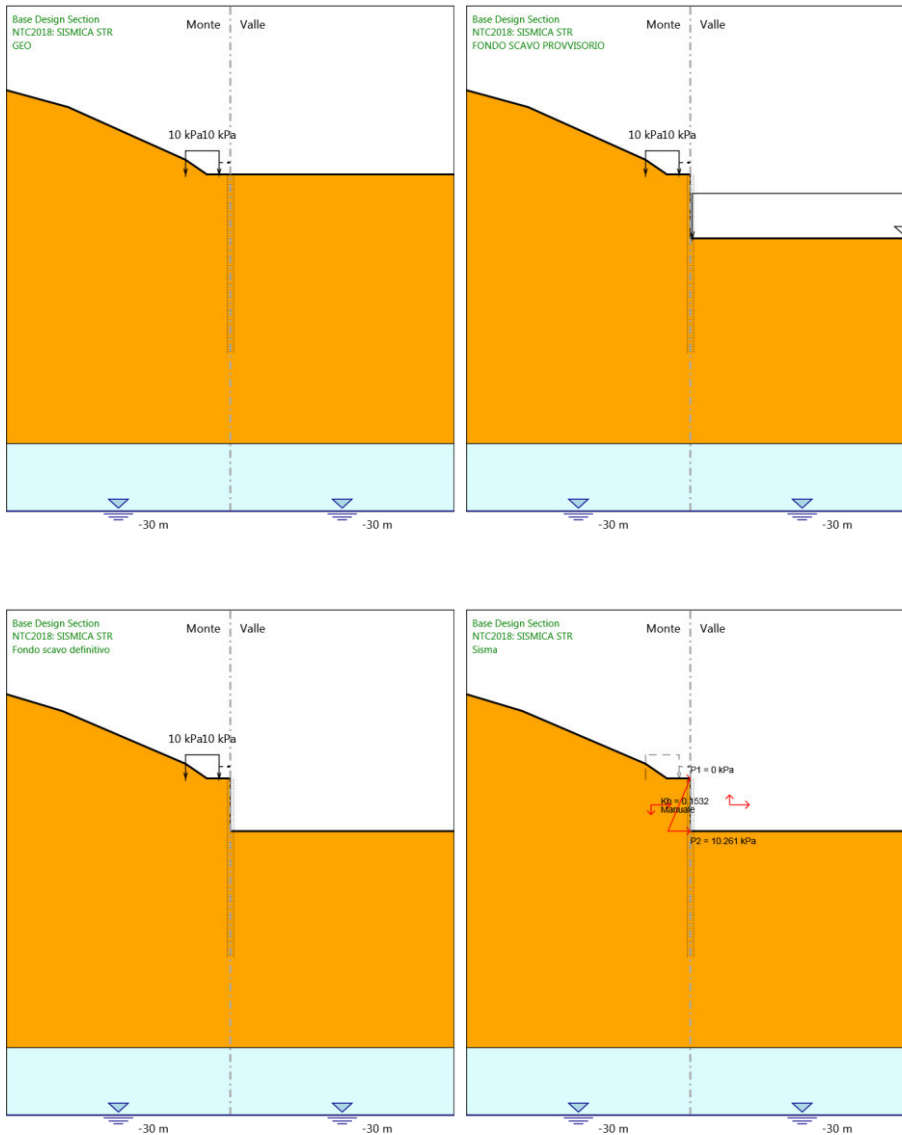 Base Design Section
NTC2018: SISMICA STR
GEO
Monte
Valle
10 kPa10 kPa
-30 m
-30 m
Base Design Section
NTC2018: SISMICA STR
FONDO SCAVO PROVVISORIO
Monte
Valle
10 kPa10 kPa
-30 m
-30 m
Base Design Section
NTC2018: SISMICA STR
Fondo scavo definitivo
Monte
Valle
10 kPa10 kPa
-30 m
-30 m
Base Design Section
NTC2018: SISMICA STR
Sisma
Monte
Valle
P1 = 0 kPa
Kh = 0.1532
Manuale
P2 = 10.261 kPa
-30 m
-30 m